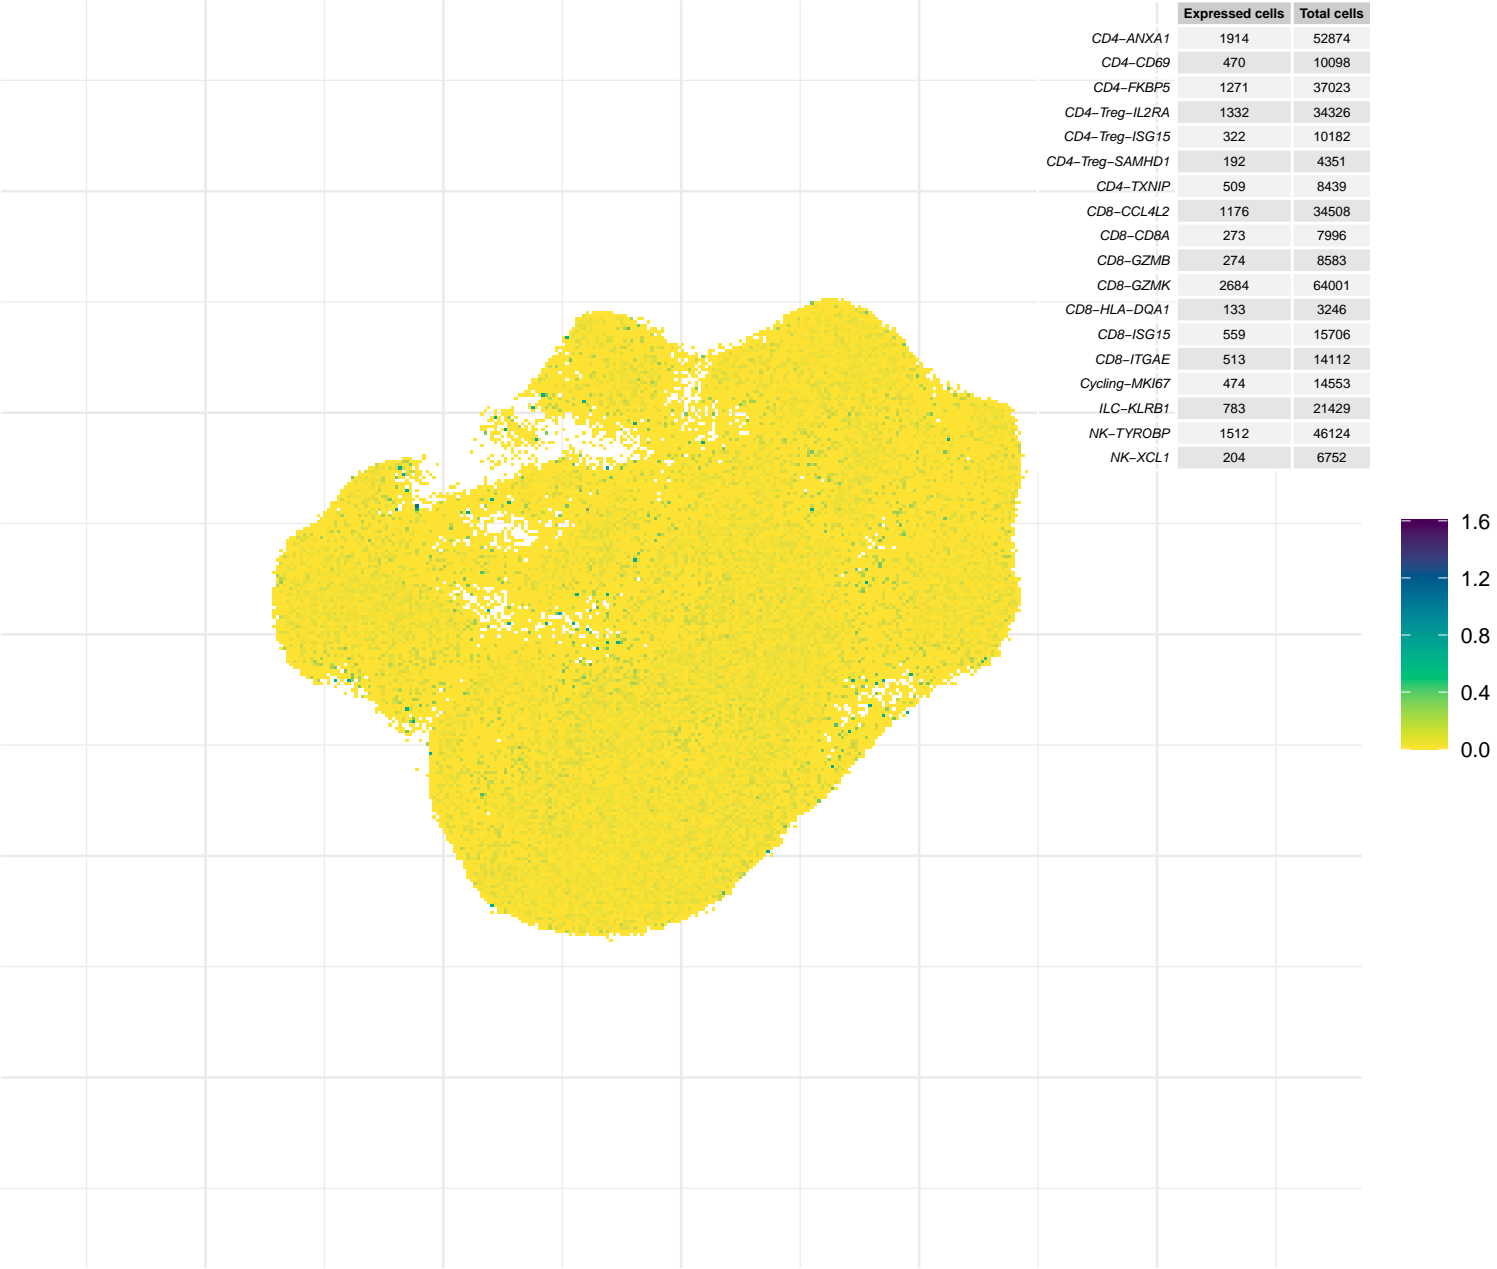 Expressed cells Total cells
CD4−ANXA1 1914 52874
CD4−CD69 470 10098
CD4−FKBP5 1271 37023
CD4−Treg−IL2RA 1332 34326
CD4−Treg−ISG15 322 10182
CD4−Treg−SAMHD1 192 4351
CD4−TXNIP 509 8439
CD8−CCL4L2 1176 34508
CD8−CD8A 273 7996
CD8−GZMB 274 8583
CD8−GZMK 2684 64001
CD8−HLA−DQA1 133 3246
CD8−ISG15 559 15706
CD8−ITGAE 513 14112
Cycling−MKI67 474 14553
ILC−KLRB1 783 21429
NK−TYROBP 1512 46124
NK−XCL1 204 6752
1.6
1.2
0.8
0.4
0.0